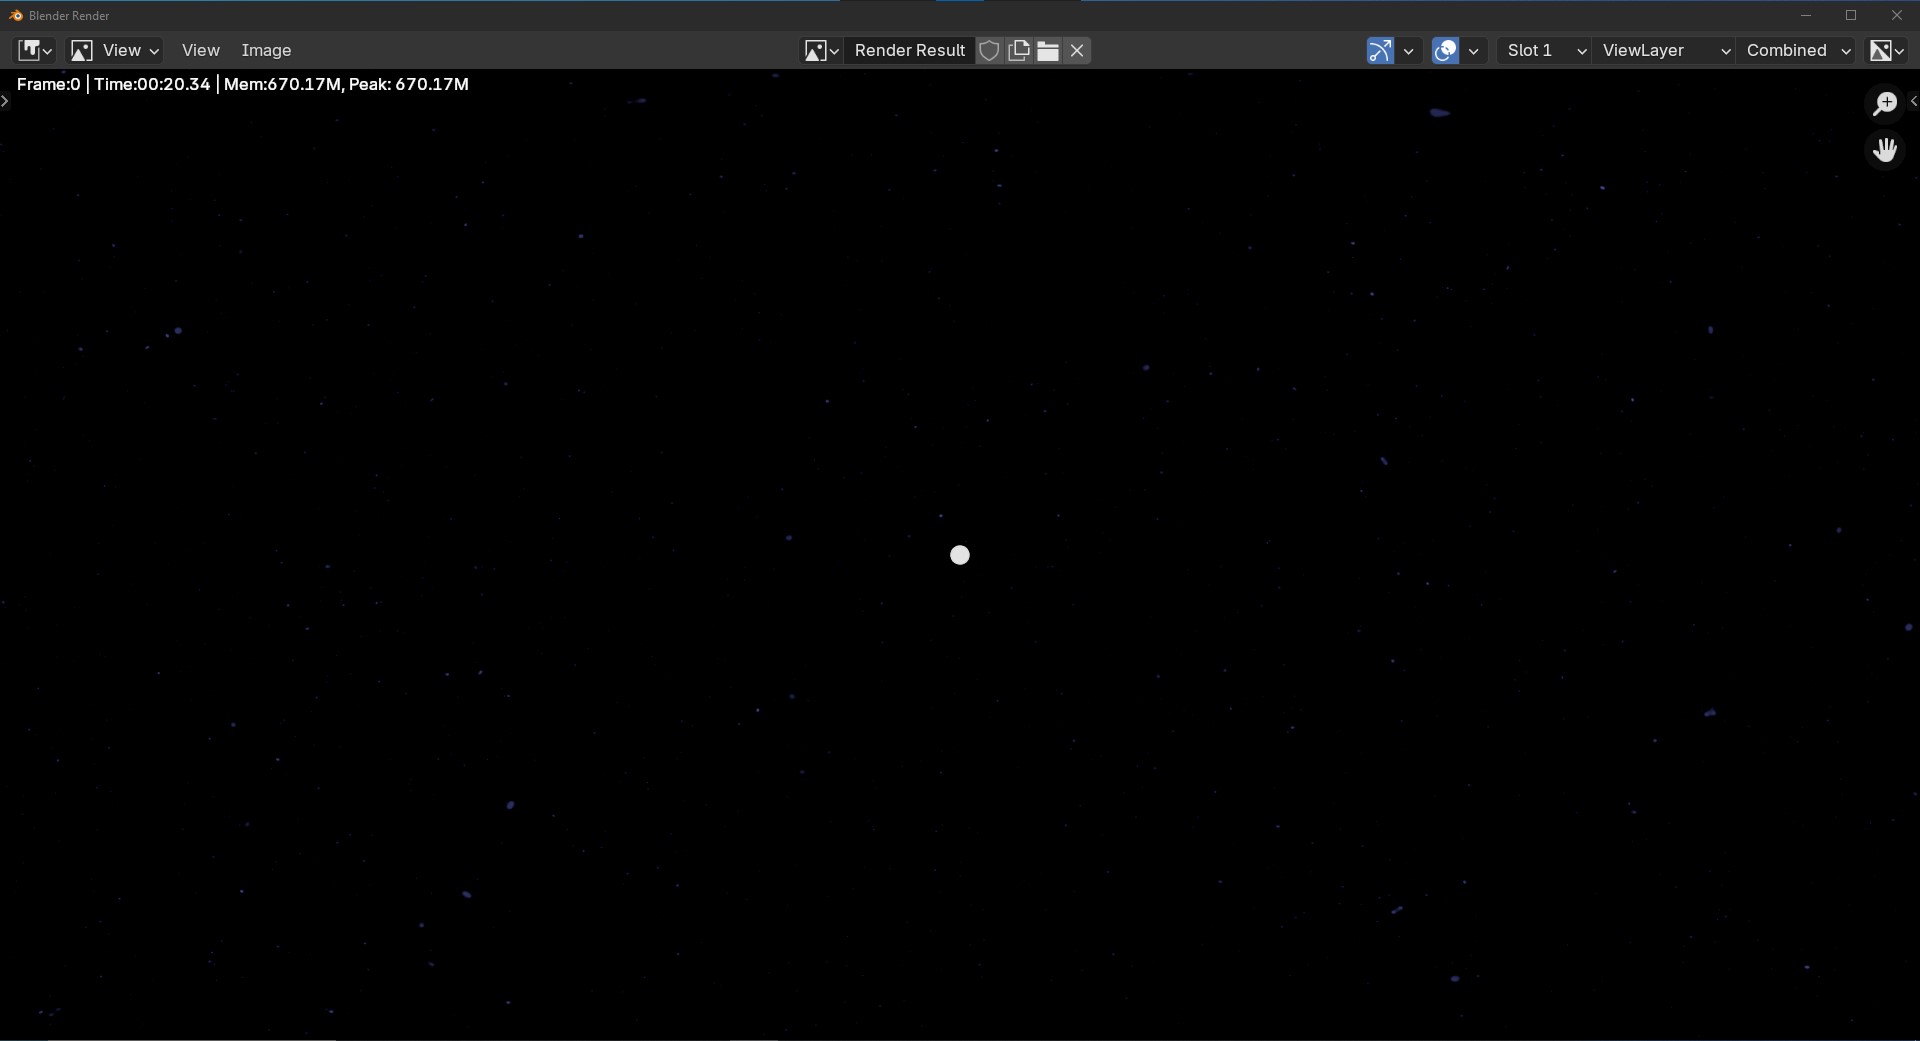 Blender Render
View View Image Render Result Slot 1 ViewLayer Combined
Frame:0 | Time:00:20.34 | Mem:670.17M, Peak: 670.17M